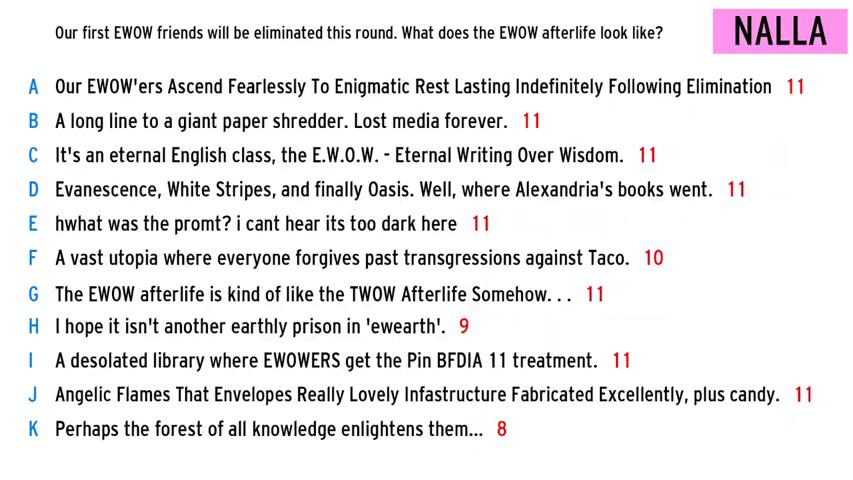 Our first EWOW friends will be eliminated this round. What does the EWOW afterlife look like?
NALLA
A Our EWOW'ers Ascend Fearlessly To Enigmatic Rest Lasting Indefinitely Following Elimination 11
B A long line to a giant paper shredder. Lost media forever. 11
C It's an eternal English class, the E.W.O.W. - Eternal Writing Over Wisdom. 11
D Evanescence, White Stripes, and finally Oasis. Well, where Alexandria's books went. 11
E hwhat was the promt? i cant hear its too dark here 11
F A vast utopia where everyone forgives past transgressions against Taco. 10
G The EWOW afterlife is kind of like the TWOW Afterlife Somehow. . . 11
H I hope it isn't another earthly prison in 'ewearth'. 9
I A desolated library where EWOWERS get the Pin BFDIA 11 treatment. 11
J Angelic Flames That Envelopes Really Lovely Infastructure Fabricated Excellently, plus candy. 11
K Perhaps the forest of all knowledge enlightens them... 8